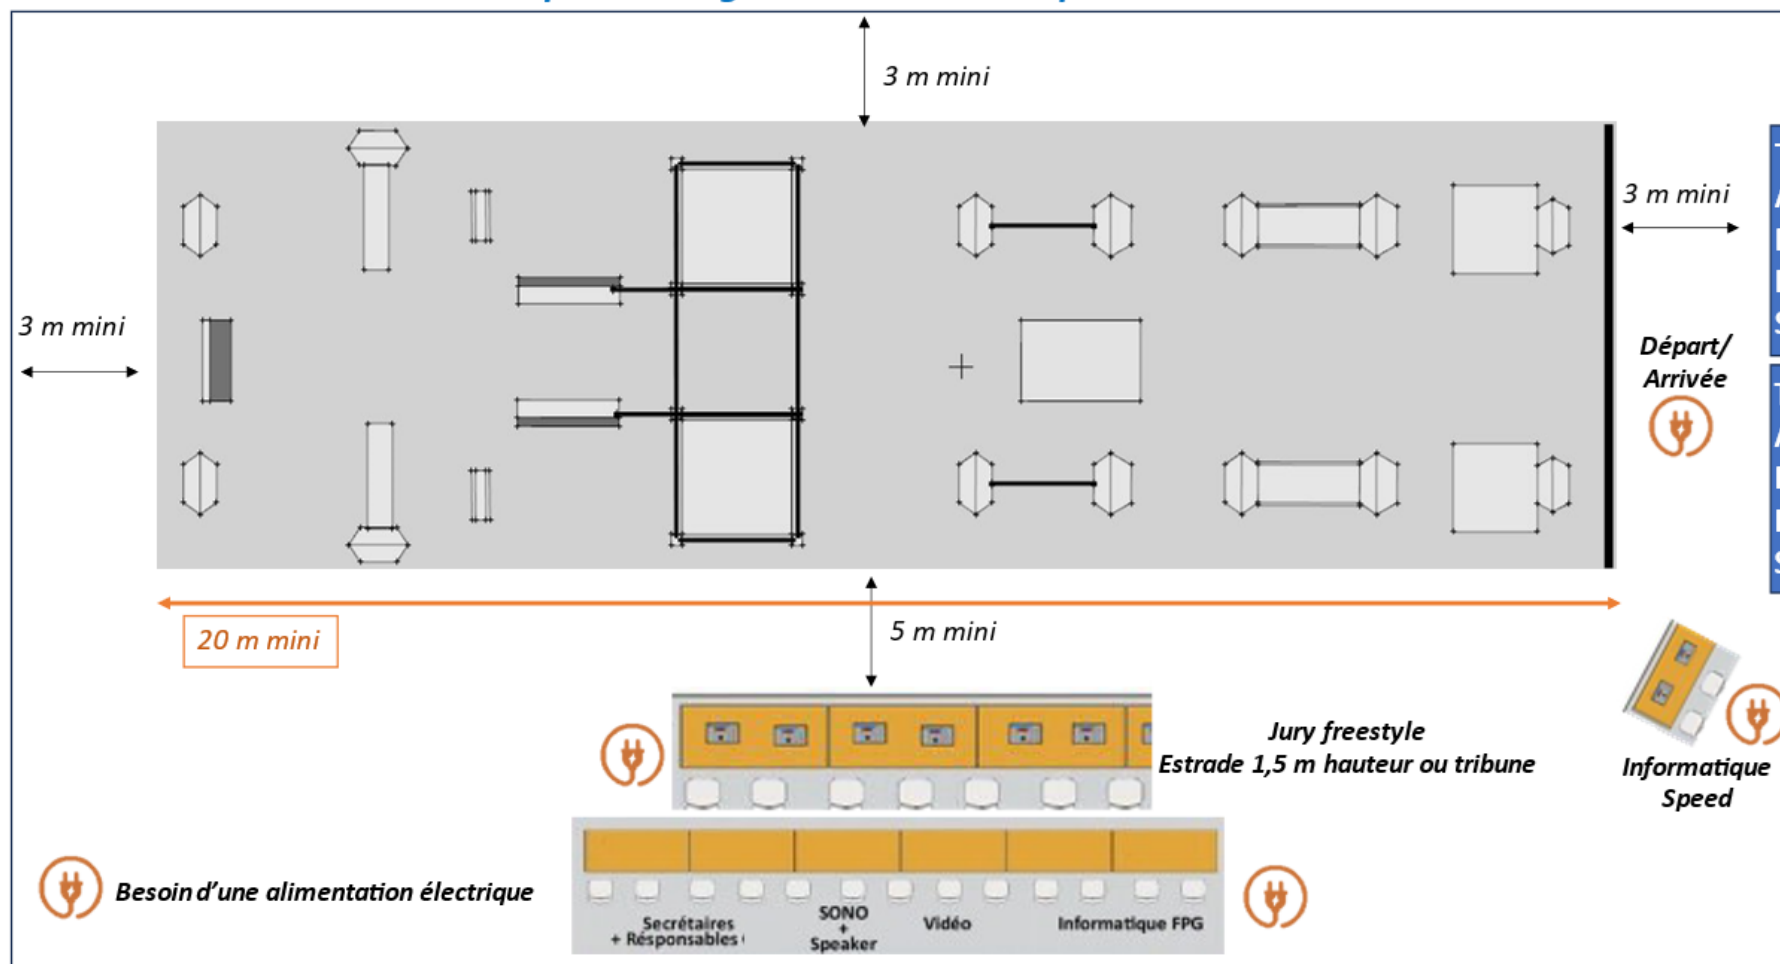 3 m mini
3 m mini
3 m mini
Départ/
Arrivée
20 m mini
5 m mini
Jury freestyle
Estrade 1,5 m hauteur ou tribune
Informatique
Speed
Besoin d'une alimentation électrique
Secrétaires
+ Résponsables
SONO
+
Speaker
Vidéo
Informatique FPG